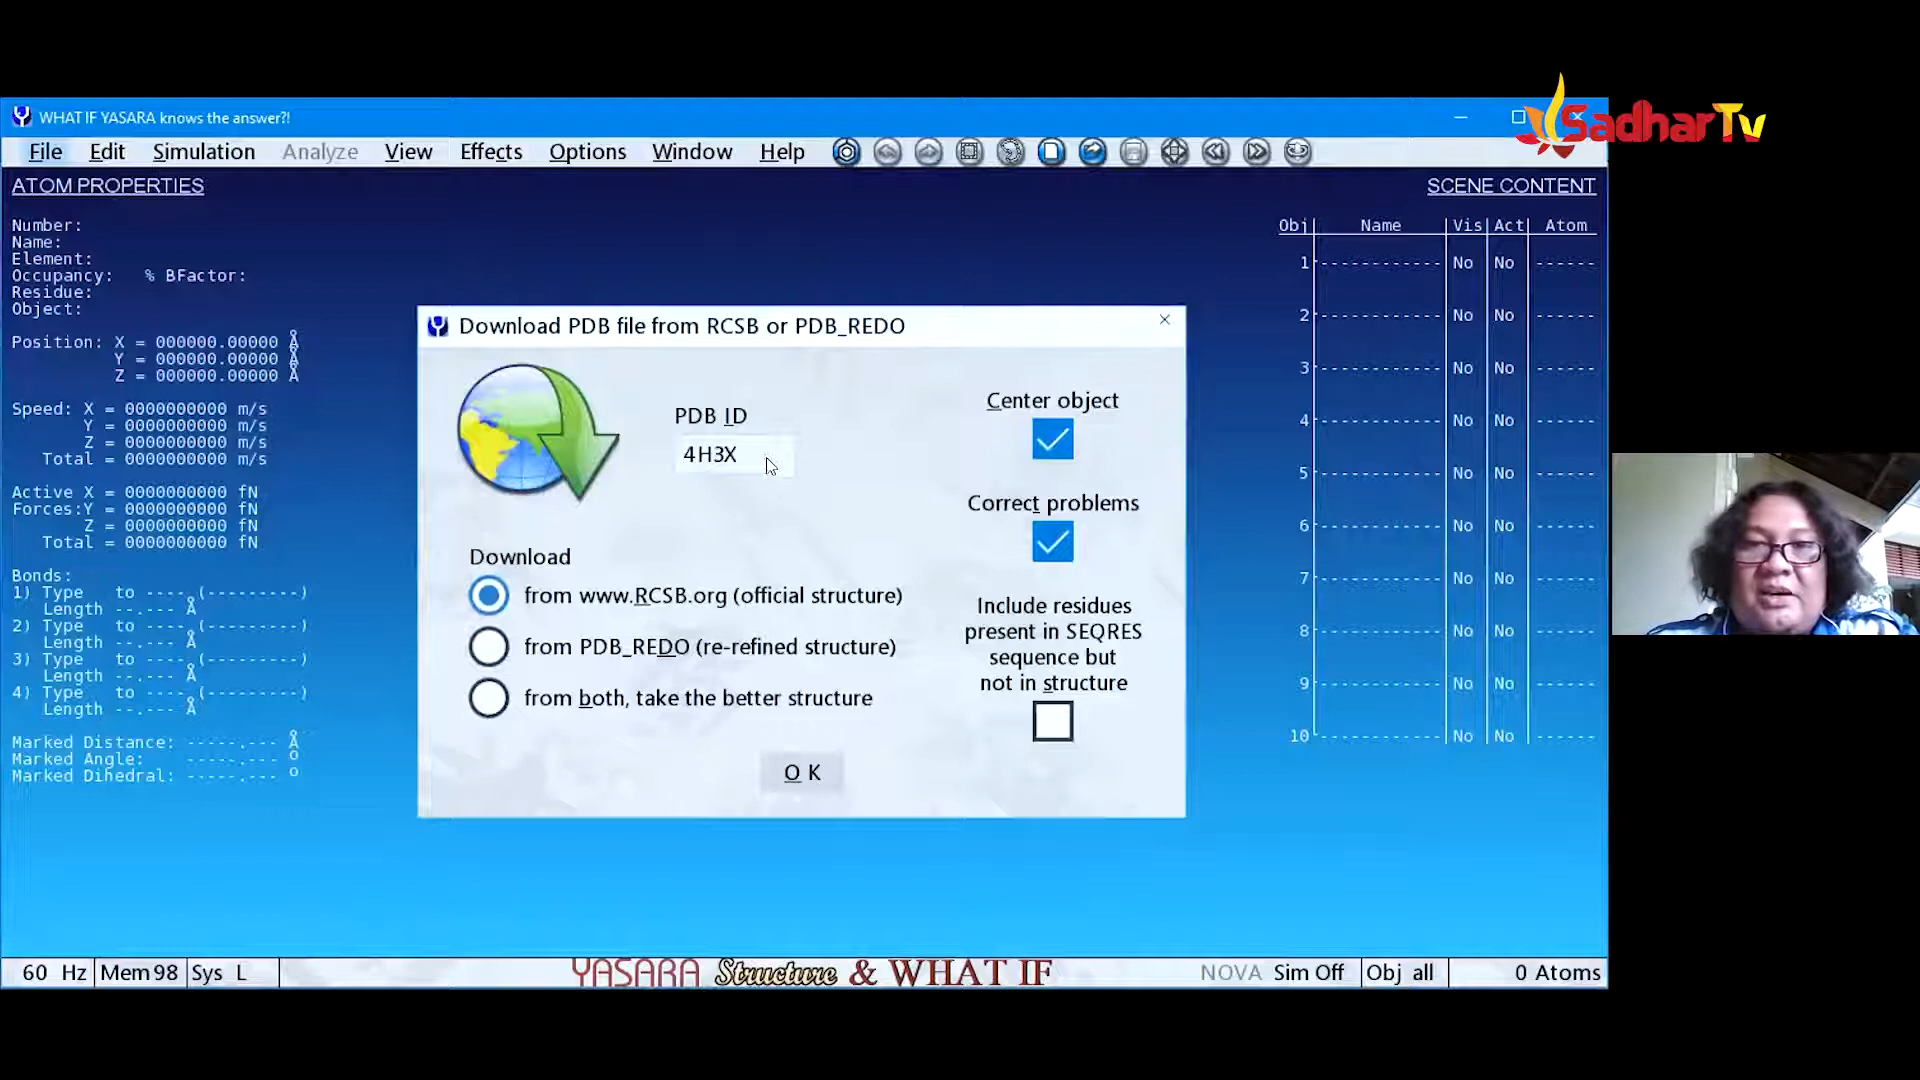 SadharTv
WHAT IF YASARA knows the answer?!
File Edit Simulation Analyze View Effects Options Window Help
ATOM PROPERTIES
Number:
Name:
Element:
Occupancy: % BFactor:
Residue:
Object:
Position: X = 000000.00000 Å
Y = 000000.00000 Å
Z = 000000.00000 Å
Speed: X = 0000000000 m/s
Y = 0000000000 m/s
Z = 0000000000 m/s
Total = 0000000000 m/s
Active X = 0000000000 fN
Forces:Y = 0000000000 fN
Z = 0000000000 fN
Total = 0000000000 fN
Bonds:
1) Type to ----.(---------)
Length --.--- Å
2) Type to ----.(---------)
Length --.--- Å
3) Type to ----.(---------)
Length --.--- Å
4) Type to ----.(---------)
Length --.--- Å
Marked Distance: -----.--- Å
Marked Angle: -----.--- o
Marked Dihedral: -----.--- o
Download PDB file from RCSB or PDB_REDO
PDB ID
4H3X
Download
from www.RCSB.org (official structure)
from PDB_REDO (re-refined structure)
from both, take the better structure
Center object
Correct problems
Include residues
present in SEQRES
sequence but
not in structure
O K
SCENE CONTENT
Obj Name Vis Act Atom
1 ------------ No No ------
2 ------------ No No ------
3 ------------ No No ------
4 ------------ No No ------
5 ------------ No No ------
6 ------------ No No ------
7 ------------ No No ------
8 ------------ No No ------
9 ------------ No No ------
10 ------------ No No ------
60 Hz Mem 98 Sys L YASARA Structure & WHAT IF NOVA Sim Off Obj all 0 Atoms